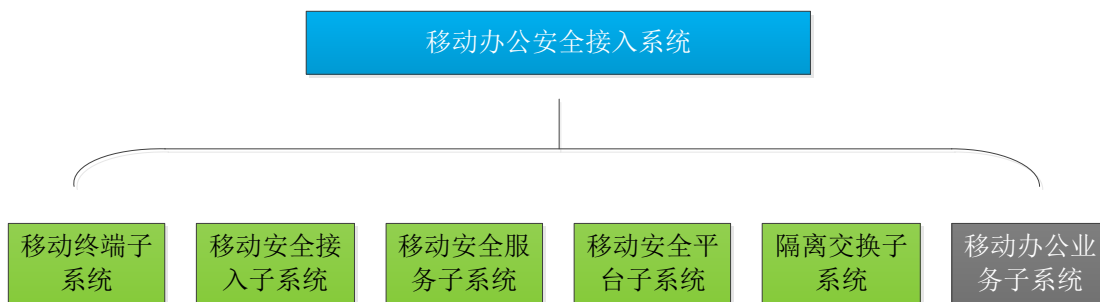 移动办公安全接入系统
移动终端子
系统
移动安全接
入子系统
移动安全服
务子系统
移动安全平
台子系统
隔离交换子
系统
移动办公业
务子系统